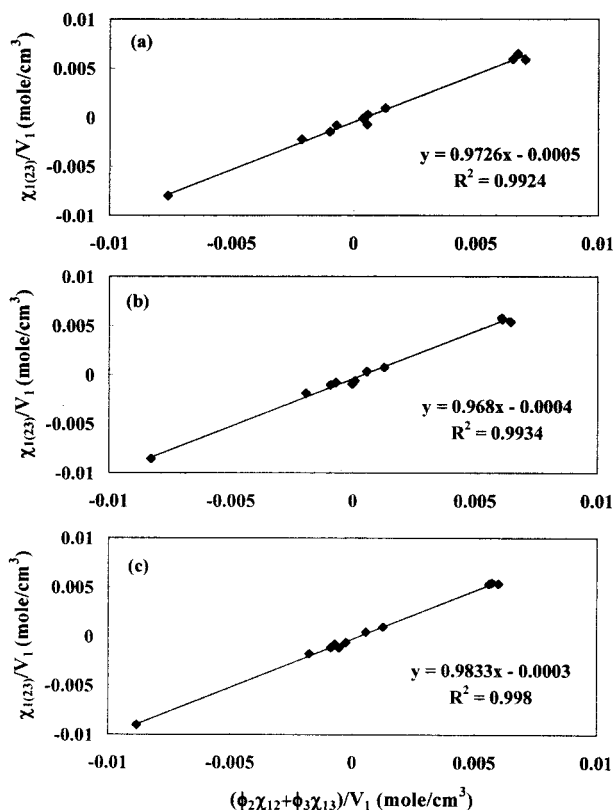 0.01
(a)
0.005
0
-0.005
-0.01
χ1(23)/V1 (mole/cm³)
y = 0.9726x - 0.0005
R² = 0.9924
-0.01 -0.005 0 0.005 0.01
0.01
(b)
0.005
0
-0.005
-0.01
χ1(23)/V1 (mole/cm³)
y = 0.968x - 0.0004
R² = 0.9934
-0.01 -0.005 0 0.005 0.01
0.01
(c)
0.005
0
-0.005
-0.01
χ1(23)/V1 (mole/cm³)
y = 0.9833x - 0.0003
R² = 0.998
-0.01 -0.005 0 0.005 0.01
(ϕ2χ12+ϕ3χ13)/V1 (mole/cm³)